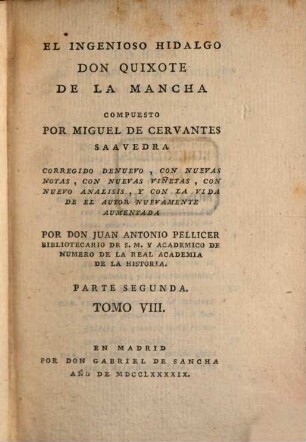 EL INGENIOSO HIDALGO
DON QUIXOTE
DE LA MANCHA
COMPUESTO
POR MIGUEL DE CERVANTES
SAAVEDRA
CORREGIDO DENUEVO, CON NUEVAS
NOTAS, CON NUEVAS VIÑETAS, CON
NUEVO ANALISIS, Y CON LA VIDA
DE EL AUTOR NUEVAMENTE
AUMENTADA
POR DON JUAN ANTONIO PELLICER
BIBLIOTECARIO DE S. M. Y ACADEMICO DE
NUMERO DE LA REAL ACADEMIA
DE LA HISTORIA.
PARTE SEGUNDA.
TOMO VIII.
EN MADRID
POR DON GABRIEL DE SANCHA
AÑO DE MDCCLXXXXIX.